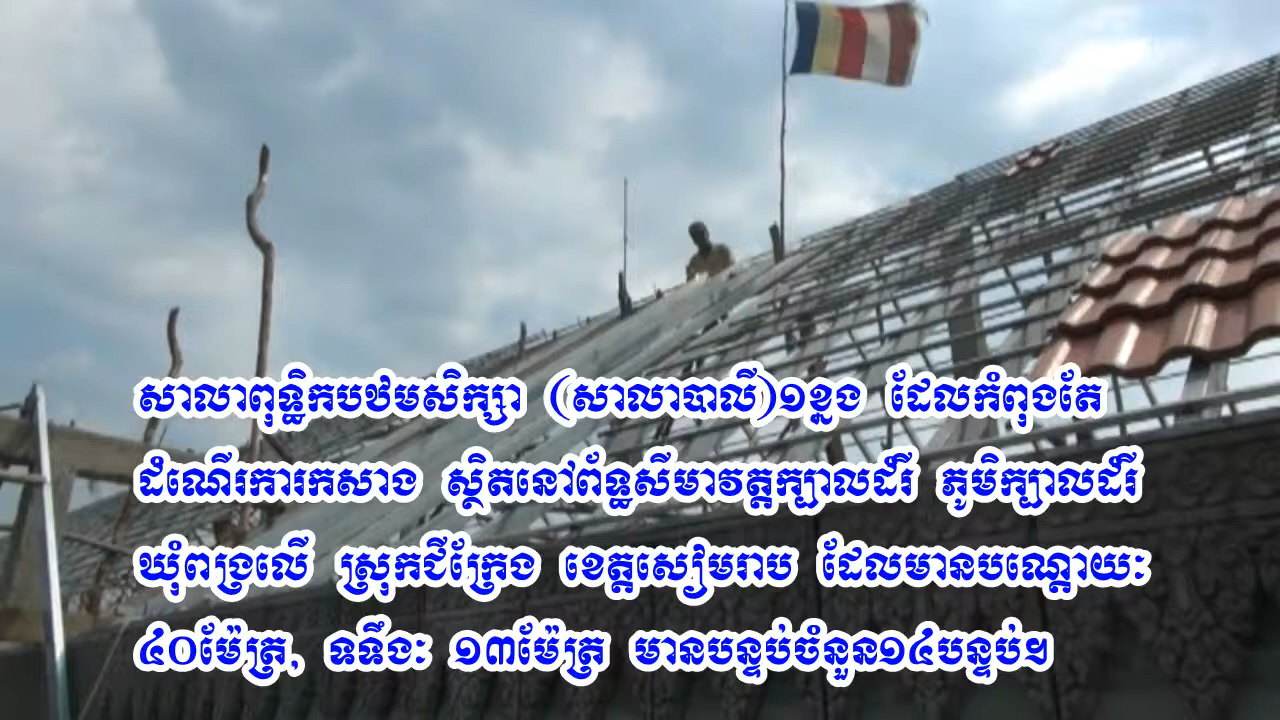 សាលាពុទ្ធិកបឋមសិក្សា (សាលាបាលី)១ខ្នង ដែលកំពុងតែ
ដំណើរការកសាង ស្ថិតនៅព័ទ្ធសីមាវត្តក្បាលដំរី ភូមិក្បាលដំរី
ឃុំពង្រលើ ស្រុកជីក្រែង ខេត្តសៀមរាប ដែលមានបណ្ដោយៈ
៤០ម៉ែត្រ, ទទឹងៈ ១៣ម៉ែត្រ មានបន្ទប់ចំនួន១៤បន្ទប់។